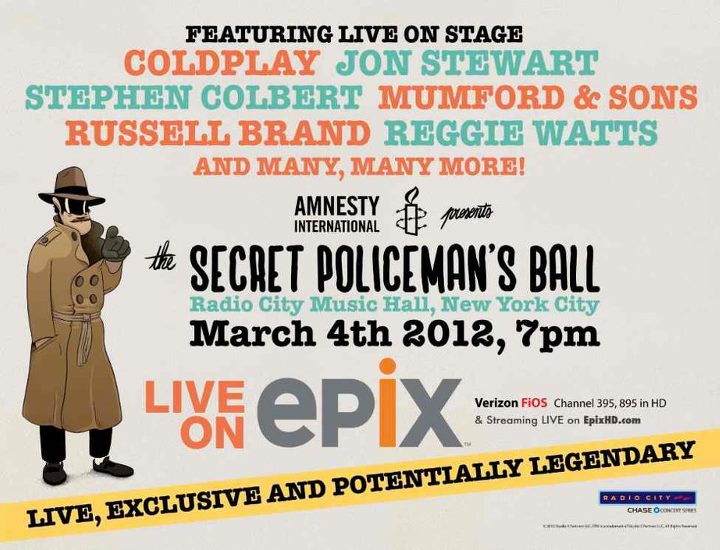 FEATURING LIVE ON STAGE
COLDPLAY JON STEWART
STEPHEN COLBERT MUMFORD & SONS
RUSSELL BRAND REGGIE WATTS
AND MANY, MANY MORE!
AMNESTY
INTERNATIONAL
presents
the SECRET POLICEMAN'S BALL
Radio City Music Hall, New York City
March 4th 2012, 7pm
LIVE
ON
epix
TM
Verizon FiOS Channel 395, 895 in HD
& Streaming LIVE on EpixHD.com
LIVE, EXCLUSIVE AND POTENTIALLY LEGENDARY
RADIO CITY
CHASE CONCERT SERIES